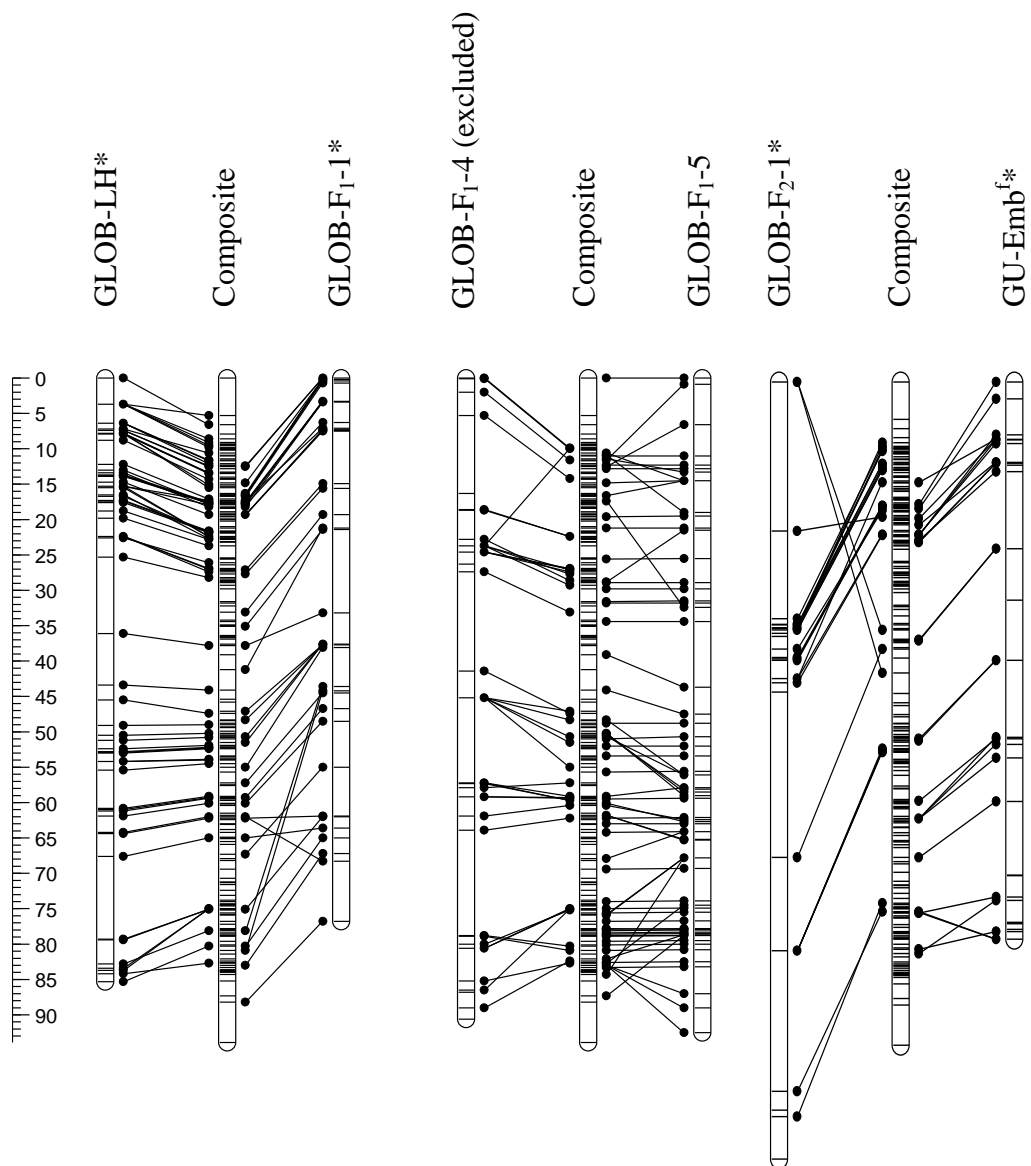 GLOB-LH*
Composite
GLOB-F₁-1*
GLOB-F₁-4 (excluded)
Composite
GLOB-F₁-5
GLOB-F₂-1*
Composite
GU-Embᶠ*
0
5
10
15
20
25
30
35
40
45
50
55
60
65
70
75
80
85
90